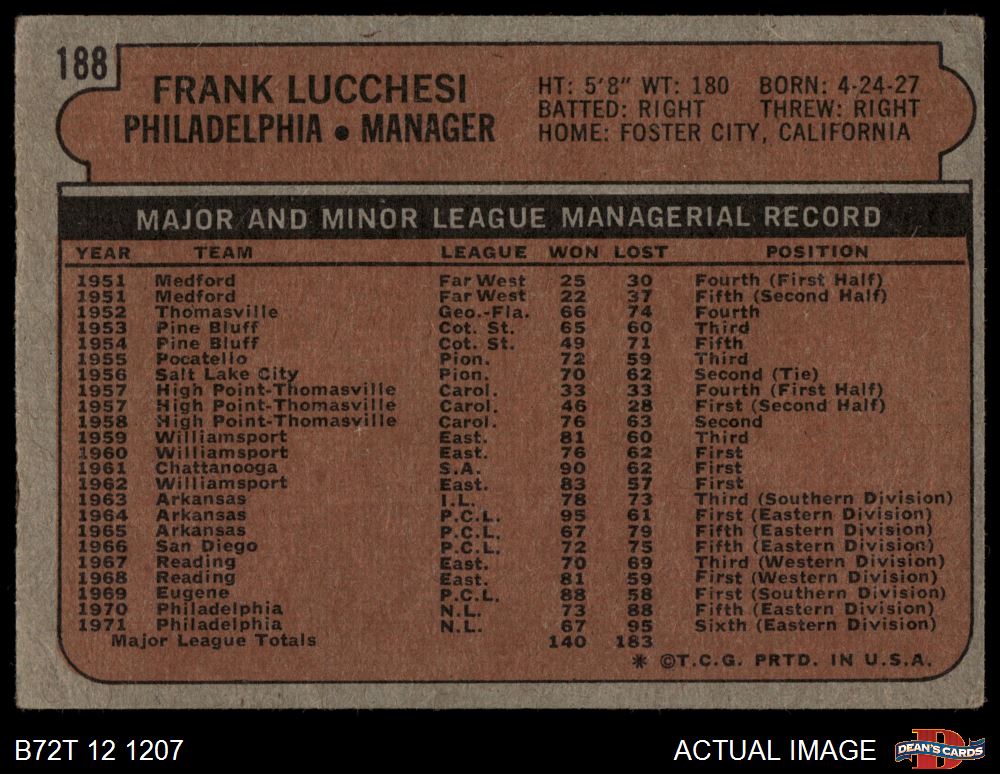 188
FRANK LUCCHESI
PHILADELPHIA • MANAGER
HT: 5'8" WT: 180 BORN: 4-24-27
BATTED: RIGHT THREW: RIGHT
HOME: FOSTER CITY, CALIFORNIA
MAJOR AND MINOR LEAGUE MANAGERIAL RECORD
YEAR TEAM LEAGUE WON LOST POSITION
1951 Medford Far West 25 30 Fourth (First Half)
1951 Medford Far West 22 37 Fifth (Second Half)
1952 Thomasville Geo.-Fla. 66 74 Fourth
1953 Pine Bluff Cot. St. 65 60 Third
1954 Pine Bluff Cot. St. 49 71 Fifth
1955 Pocatello Pion. 72 59 Third
1956 Salt Lake City Pion. 70 62 Second (Tie)
1957 High Point-Thomasville Carol. 33 33 Fourth (First Half)
1957 High Point-Thomasville Carol. 46 28 First (Second Half)
1958 High Point-Thomasville Carol. 76 63 Second
1959 Williamsport East. 81 60 Third
1960 Williamsport East. 76 62 First
1961 Chattanooga S.A. 90 62 First
1962 Williamsport East. 83 57 First
1963 Arkansas I.L. 78 73 Third (Southern Division)
1964 Arkansas P.C.L. 95 61 First (Eastern Division)
1965 Arkansas P.C.L. 67 79 Fifth (Eastern Division)
1966 San Diego P.C.L. 72 75 Fifth (Eastern Division)
1967 Reading East. 70 69 Third (Western Division)
1968 Reading East. 81 59 First (Western Division)
1969 Eugene P.C.L. 88 58 First (Southern Division)
1970 Philadelphia N.L. 73 88 Fifth (Eastern Division)
1971 Philadelphia N.L. 67 95 Sixth (Eastern Division)
Major League Totals 140 183
* ©T.C.G. PRTD. IN U.S.A.
B72T 12 1207
ACTUAL IMAGE
D
DEAN'S CARDS